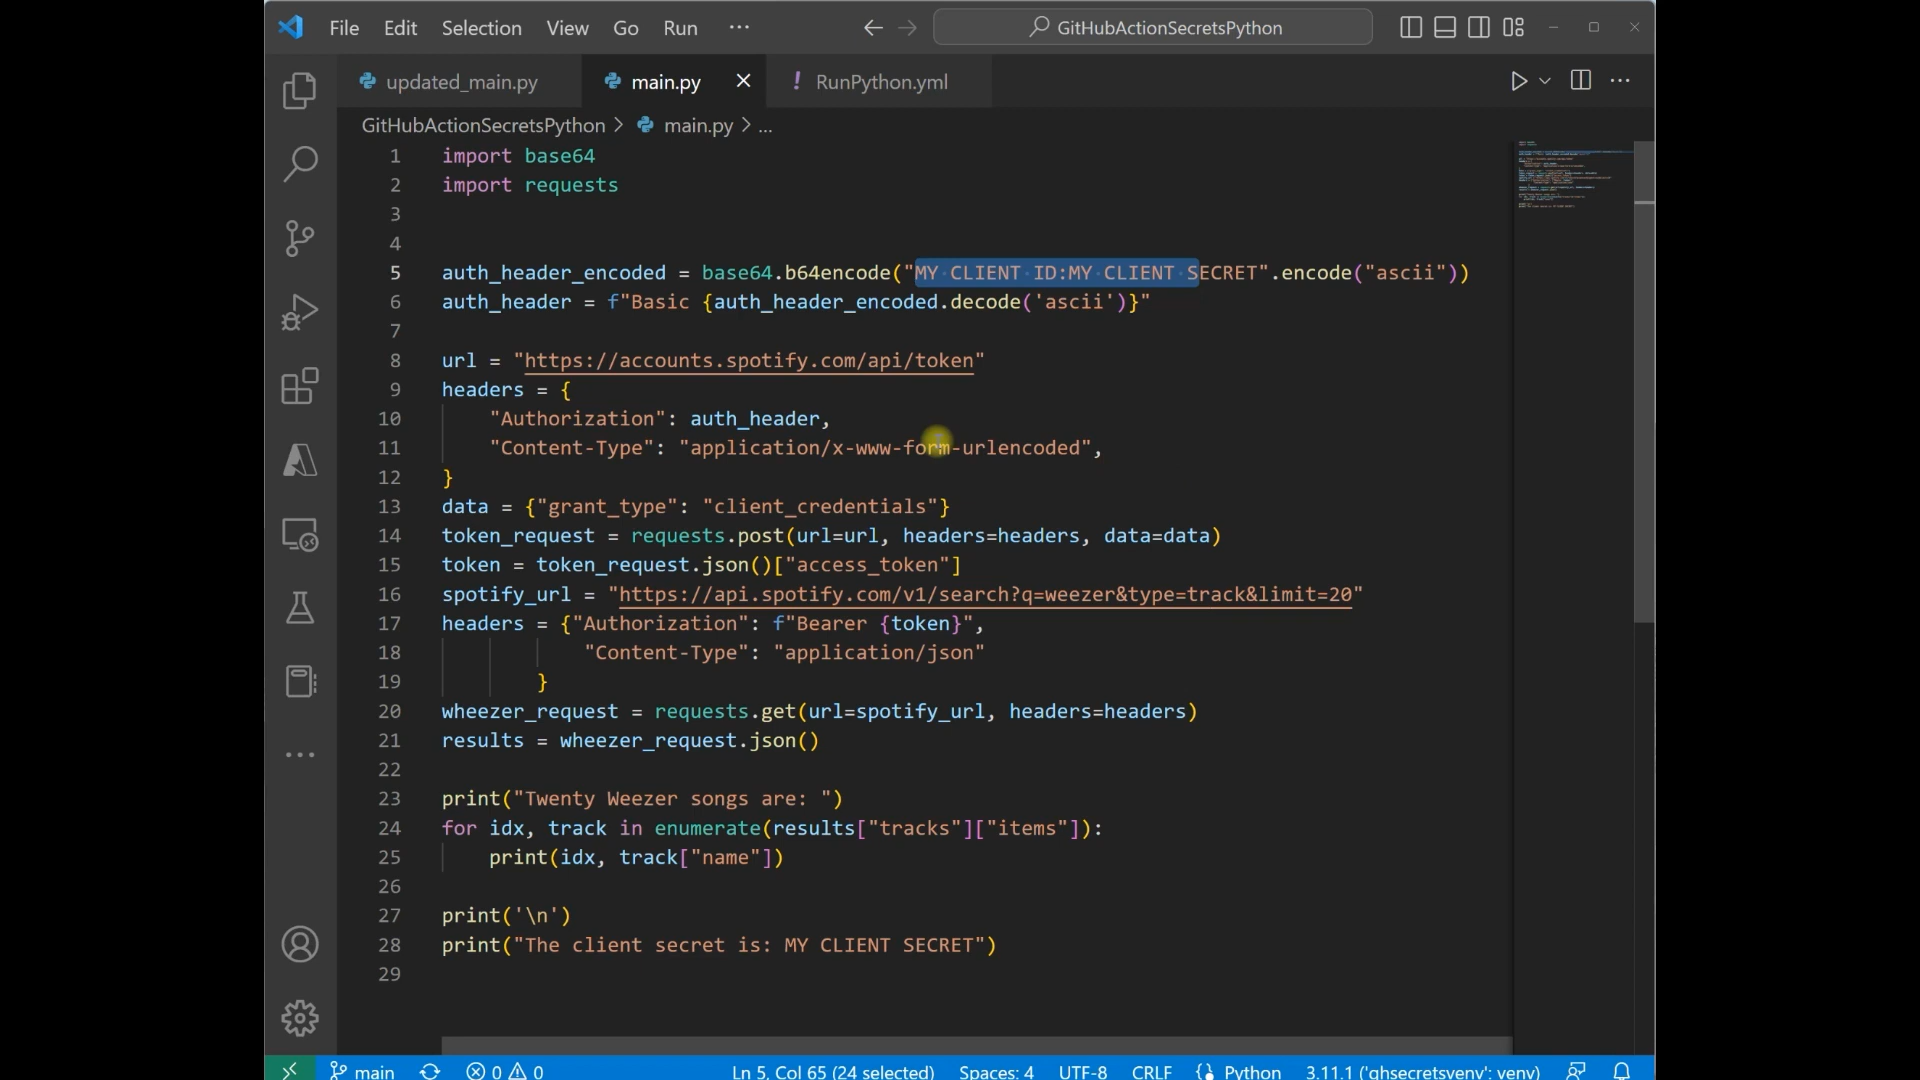 File Edit Selection View Go Run ··· GitHubActionSecretsPython
updated_main.py main.py RunPython.yml
GitHubActionSecretsPython > main.py > ...
1 import base64
2 import requests
3
4
5 auth_header_encoded = base64.b64encode("MY CLIENT ID:MY CLIENT SECRET".encode("ascii"))
6 auth_header = f"Basic {auth_header_encoded.decode('ascii')}"
7
8 url = "https://accounts.spotify.com/api/token"
9 headers = {
10 "Authorization": auth_header,
11 "Content-Type": "application/x-www-form-urlencoded",
12 }
13 data = {"grant_type": "client_credentials"}
14 token_request = requests.post(url=url, headers=headers, data=data)
15 token = token_request.json()["access_token"]
16 spotify_url = "https://api.spotify.com/v1/search?q=weezer&type=track&limit=20"
17 headers = {"Authorization": f"Bearer {token}",
18 "Content-Type": "application/json"
19 }
20 wheezer_request = requests.get(url=spotify_url, headers=headers)
21 results = wheezer_request.json()
22
23 print("Twenty Weezer songs are: ")
24 for idx, track in enumerate(results["tracks"]["items"]):
25 print(idx, track["name"])
26
27 print('\n')
28 print("The client secret is: MY CLIENT SECRET")
29
main 0 0 Ln 5, Col 65 (24 selected) Spaces: 4 UTF-8 CRLF Python 3.11.1 ('ghsecretsvenv': venv)